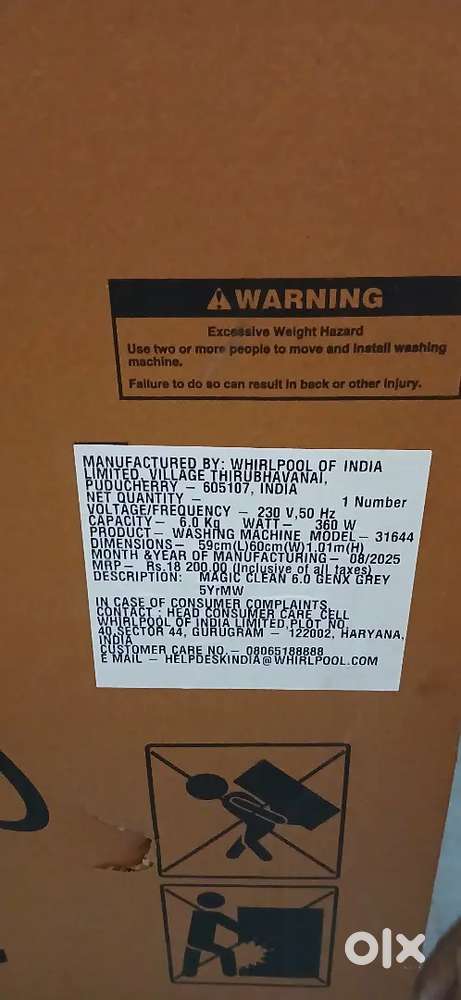 WARNING
Excessive Weight Hazard
Use two or more people to move and install washing
machine.
Failure to do so can result in back or other injury.
MANUFACTURED BY: WHIRLPOOL OF INDIA
LIMITED, VILLAGE THIRUBHAVANAI,
PUDUCHERRY – 605107, INDIA
NET QUANTITY – 1 Number
VOLTAGE/FREQUENCY – 230 V,50 Hz
CAPACITY– 6.0 Kg WATT– 360 W
PRODUCT– WASHING MACHINE MODEL– 31644
DIMENSIONS– 59cm(L)60cm(W)1.01m(H)
MONTH &YEAR OF MANUFACTURING– 08/2025
MRP– Rs.18 200.00 (Inclusive of all taxes)
DESCRIPTION: MAGIC CLEAN 6.0 GENX GREY
5YrMW
IN CASE OF CONSUMER COMPLAINTS
CONTACT : HEAD CONSUMER CARE CELL
WHIRLPOOL OF INDIA LIMITED,PLOT NO.
40,SECTOR 44, GURUGRAM – 122002, HARYANA,
INDIA
CUSTOMER CARE NO.– 08065188888
E MAIL – HELPDESKINDIA@WHIRLPOOL.COM
olx